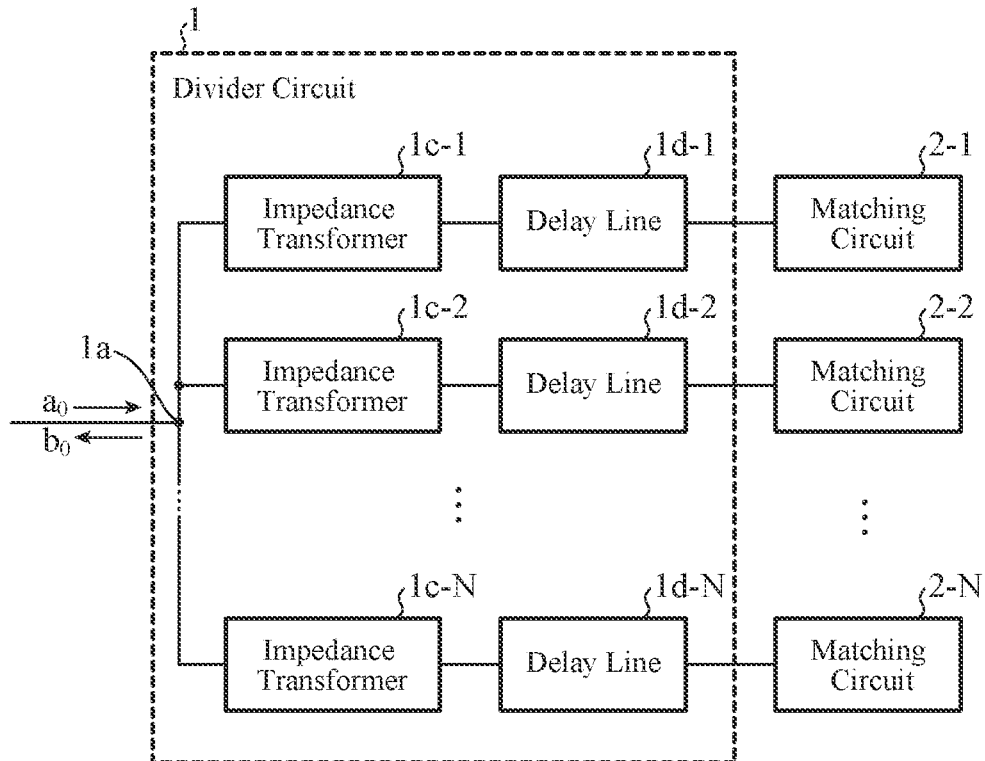 1
Divider Circuit
1c-1
1d-1
2-1
Impedance
Transformer
Delay Line
Matching
Circuit
1c-2
1d-2
2-2
1a
Impedance
Transformer
Delay Line
Matching
Circuit
a₀
b₀
1c-N
1d-N
2-N
Impedance
Transformer
Delay Line
Matching
Circuit